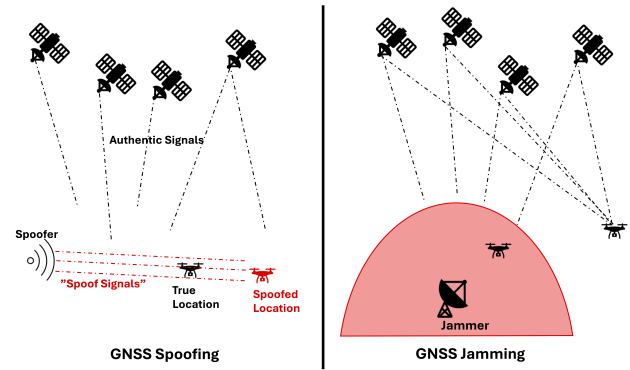 Authentic Signals
Spoofer
"Spoof Signals"
True
Location
Spoofed
Location
GNSS Spoofing
Jammer
GNSS Jamming